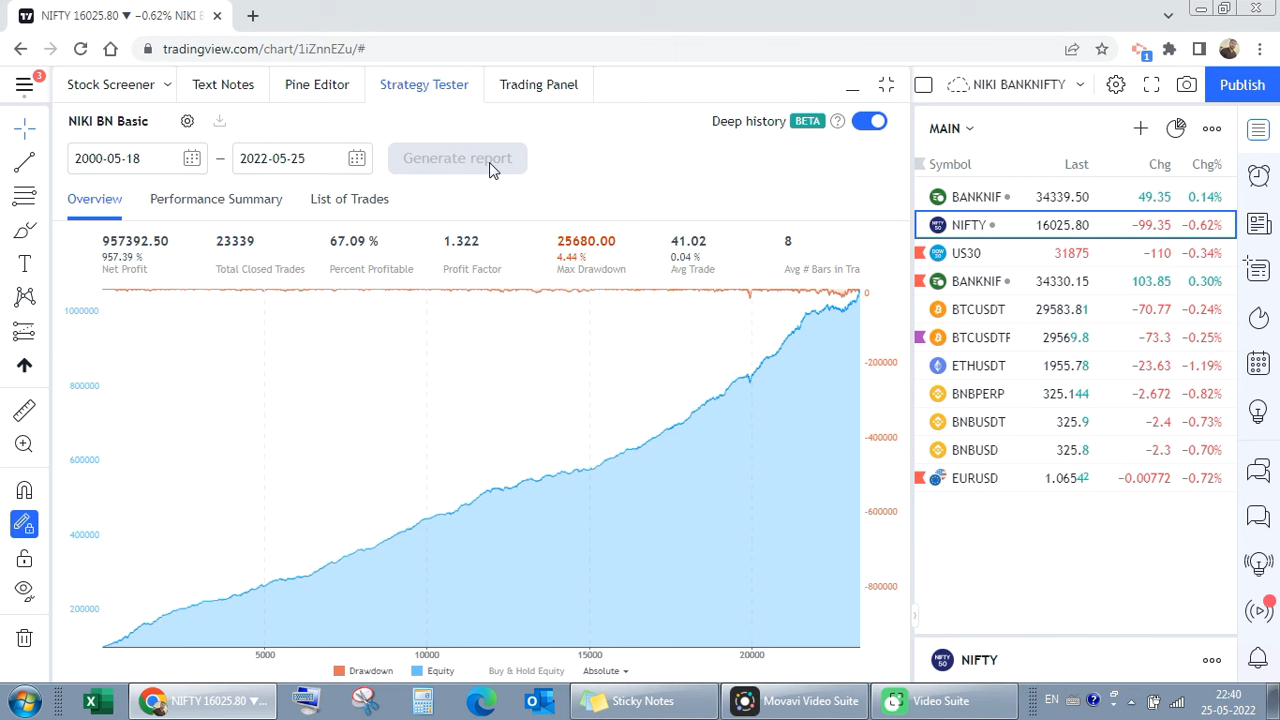 NIFTY 16025.80 ▼ −0.62% NIKI B
tradingview.com/chart/1iZnnEZu/#
1
3
Stock Screener
Text Notes
Pine Editor
Strategy Tester
Trading Panel
NIKI BANKNIFTY
Publish
NIKI BN Basic
Deep history BETA
2000-05-18 – 2022-05-25
Generate report
Overview
Performance Summary
List of Trades
957392.50
957.39 %
Net Profit
23339
Total Closed Trades
67.09 %
Percent Profitable
1.322
Profit Factor
25680.00
4.44 %
Max Drawdown
41.02
0.04 %
Avg Trade
8
Avg # Bars in Tra
1000000
800000
600000
400000
200000
0
-200000
-400000
-600000
-800000
5000
10000
15000
20000
Drawdown
Equity
Buy & Hold Equity
Absolute
MAIN
Symbol Last Chg Chg%
BANKNIF 34339.50 49.35 0.14%
NIFTY 16025.80 −99.35 −0.62%
US30 31875 −110 −0.34%
BANKNIF 34330.15 103.85 0.30%
BTCUSDT 29583.81 −70.77 −0.24%
BTCUSDTF 29569.8 −73.3 −0.25%
ETHUSDT 1955.78 −23.63 −1.19%
BNBPERP 325.144 −2.672 −0.82%
BNBUSDT 325.9 −2.4 −0.73%
BNBUSD 325.8 −2.3 −0.70%
EURUSD 1.06542 −0.00772 −0.72%
NIFTY
NIFTY 16025.80 ▼...
Sticky Notes
Movavi Video Suite
Video Suite
EN
22:40
25-05-2022